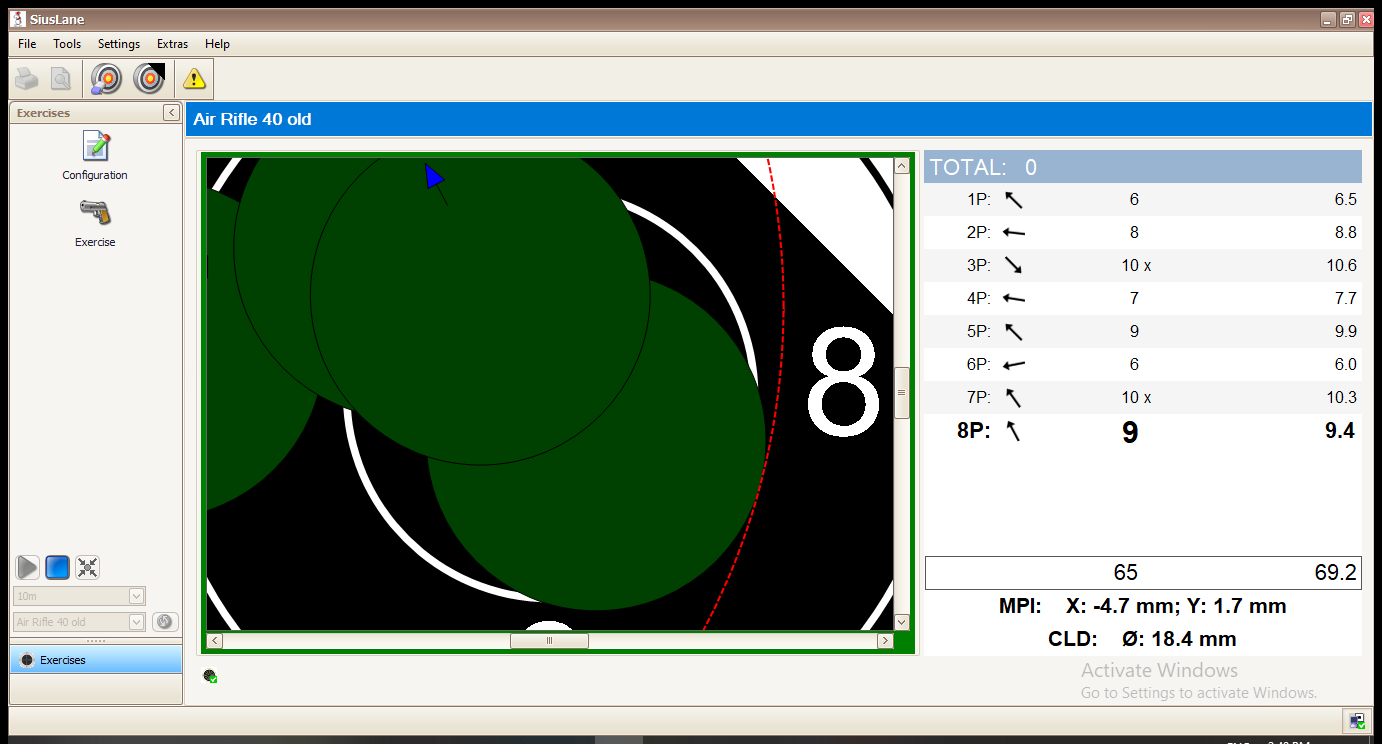 SiusLane
File Tools Settings Extras Help
Exercises
Configuration
Exercise
10m
Air Rifle 40 old
Exercises
Air Rifle 40 old
8
TOTAL: 0
1P: 6 6.5
2P: 8 8.8
3P: 10 x 10.6
4P: 7 7.7
5P: 9 9.9
6P: 6 6.0
7P: 10 x 10.3
8P: 9 9.4
65 69.2
MPI: X: -4.7 mm; Y: 1.7 mm
CLD: Ø: 18.4 mm
Activate Windows
Go to Settings to activate Windows.